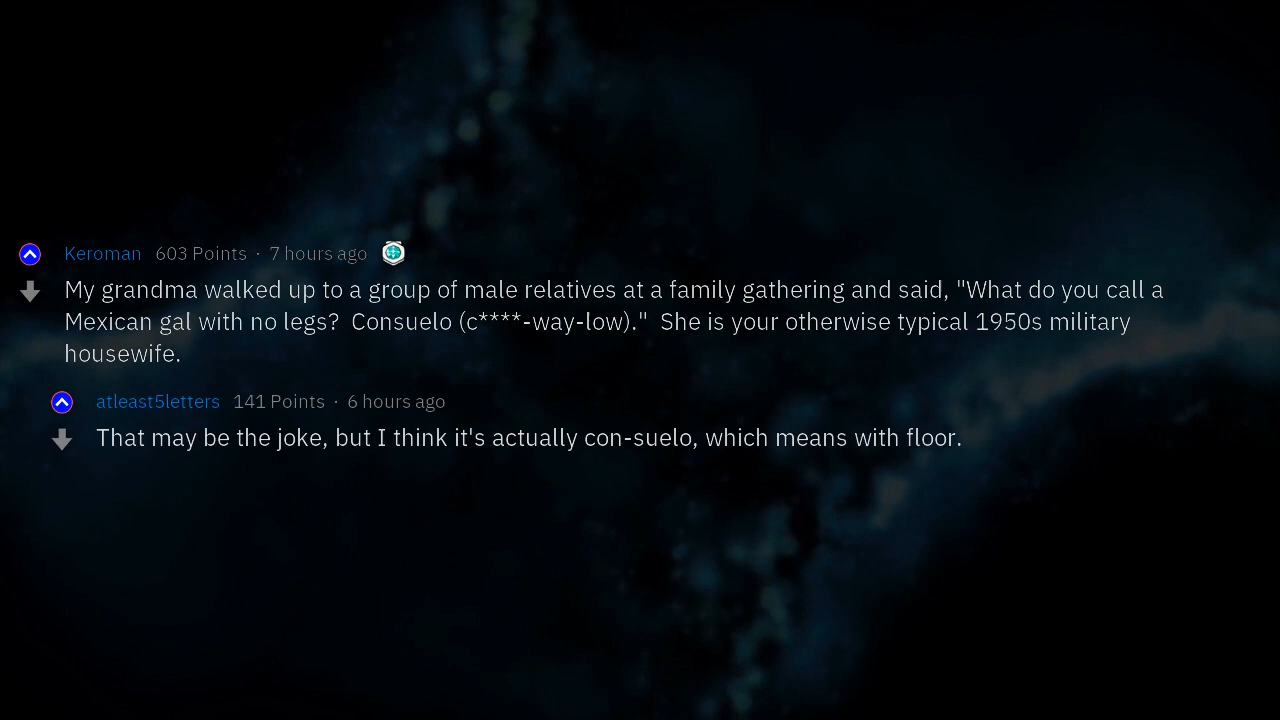 Keroman 603 Points · 7 hours ago
My grandma walked up to a group of male relatives at a family gathering and said, "What do you call a
Mexican gal with no legs?  Consuelo (c****-way-low)."  She is your otherwise typical 1950s military
housewife.
atleast5letters 141 Points · 6 hours ago
That may be the joke, but I think it's actually con-suelo, which means with floor.